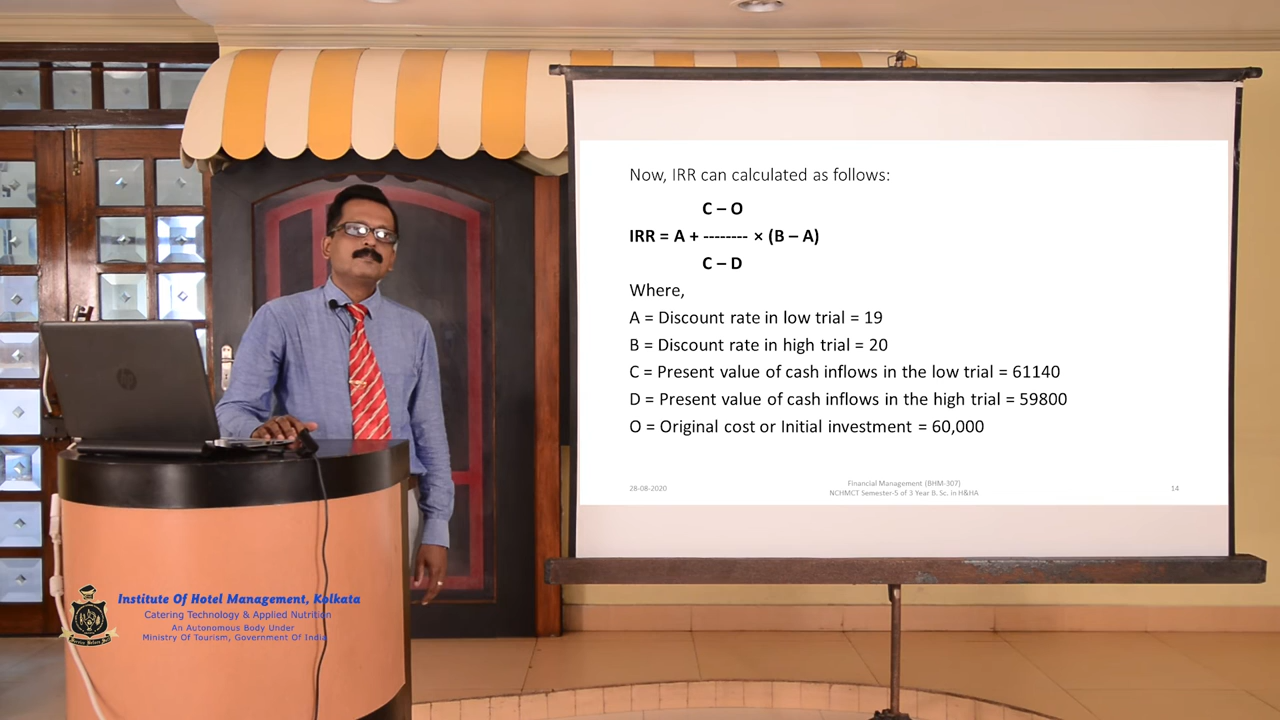 Now, IRR can calculated as follows:
C – O
IRR = A + -------- × (B – A)
C – D
Where,
A = Discount rate in low trial = 19
B = Discount rate in high trial = 20
C = Present value of cash inflows in the low trial = 61140
D = Present value of cash inflows in the high trial = 59800
O = Original cost or Initial investment = 60,000
28-08-2020
Financial Management (BHM-307)
NCHMCT Semester-5 of 3 Year B. Sc. in H&HA
14
Institute Of Hotel Management, Kolkata
Catering Technology & Applied Nutrition
An Autonomous Body Under
Ministry Of Tourism, Government Of India
hp